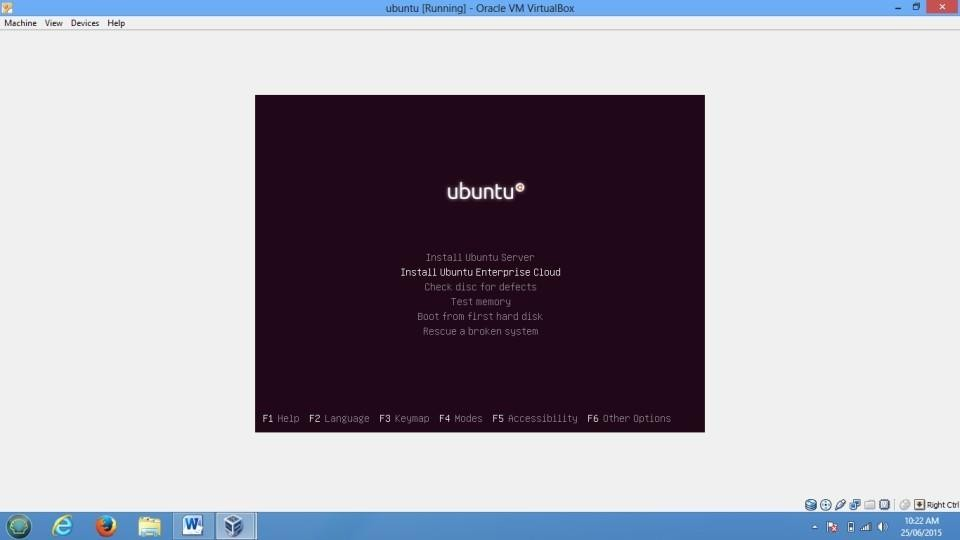 ubuntu [Running] - Oracle VM VirtualBox
Machine View Devices Help
ubuntu
Install Ubuntu Server
Install Ubuntu Enterprise Cloud
Check disc for defects
Test memory
Boot from first hard disk
Rescue a broken system
F1 Help F2 Language F3 Keymap F4 Modes F5 Accessibility F6 Other Options
Right Ctrl
10:22 AM
25/06/2015